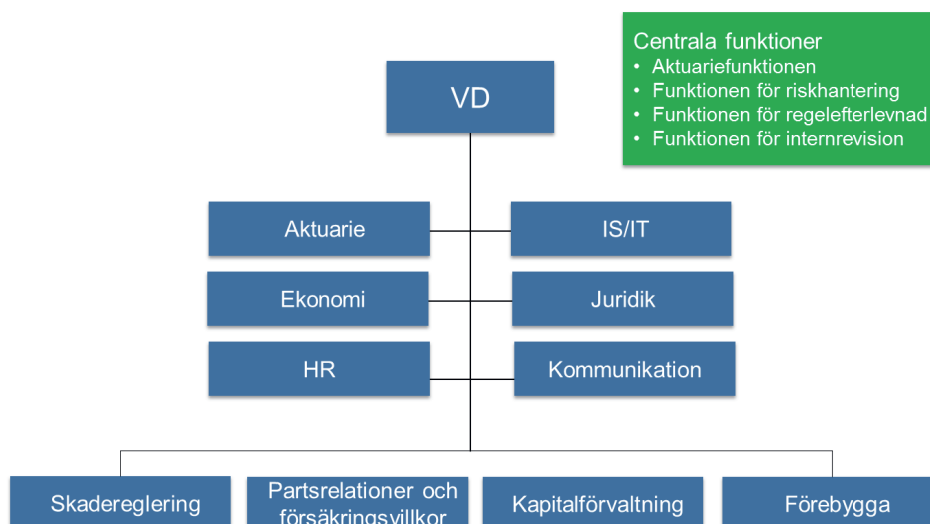 VD
Centrala funktioner
• Aktuariefunktionen
• Funktionen för riskhantering
• Funktionen för regelefterlevnad
• Funktionen för internrevision
Aktuarie
IS/IT
Ekonomi
Juridik
HR
Kommunikation
Skadereglering
Partsrelationer och
försäkringsvillkor
Kapitalförvaltning
Förebygga